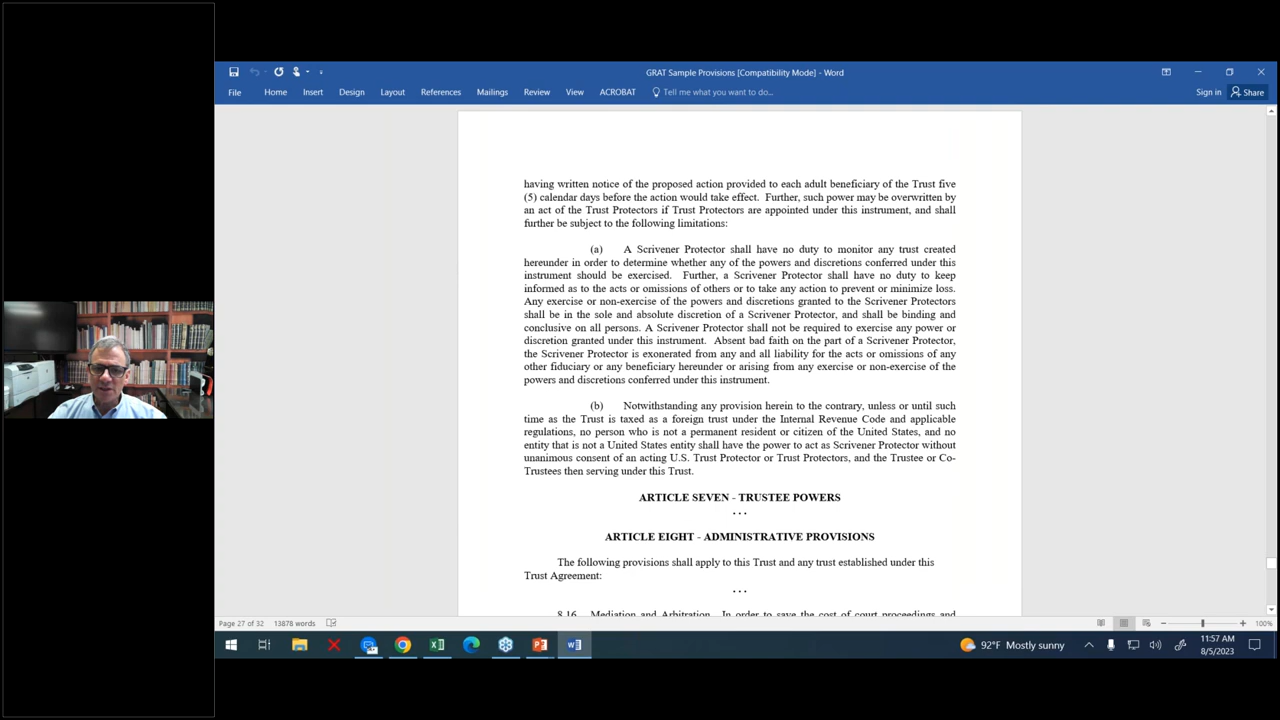 GRAT Sample Provisions [Compatibility Mode] - Word
File Home Insert Design Layout References Mailings Review View ACROBAT Tell me what you want to do... Sign in Share
having written notice of the proposed action provided to each adult beneficiary of the Trust five
(5) calendar days before the action would take effect. Further, such power may be overwritten by
an act of the Trust Protectors if Trust Protectors are appointed under this instrument, and shall
further be subject to the following limitations:
(a) A Scrivener Protector shall have no duty to monitor any trust created
hereunder in order to determine whether any of the powers and discretions conferred under this
instrument should be exercised. Further, a Scrivener Protector shall have no duty to keep
informed as to the acts or omissions of others or to take any action to prevent or minimize loss.
Any exercise or non-exercise of the powers and discretions granted to the Scrivener Protectors
shall be in the sole and absolute discretion of a Scrivener Protector, and shall be binding and
conclusive on all persons. A Scrivener Protector shall not be required to exercise any power or
discretion granted under this instrument. Absent bad faith on the part of a Scrivener Protector,
the Scrivener Protector is exonerated from any and all liability for the acts or omissions of any
other fiduciary or any beneficiary hereunder or arising from any exercise or non-exercise of the
powers and discretions conferred under this instrument.
(b) Notwithstanding any provision herein to the contrary, unless or until such
time as the Trust is taxed as a foreign trust under the Internal Revenue Code and applicable
regulations, no person who is not a permanent resident or citizen of the United States, and no
entity that is not a United States entity shall have the power to act as Scrivener Protector without
unanimous consent of an acting U.S. Trust Protector or Trust Protectors, and the Trustee or Co-
Trustees then serving under this Trust.
ARTICLE SEVEN - TRUSTEE POWERS
. . .
ARTICLE EIGHT - ADMINISTRATIVE PROVISIONS
The following provisions shall apply to this Trust and any trust established under this
Trust Agreement:
. . .
8.16 Mediation and Arbitration. In order to save the cost of court proceedings and
Page 27 of 32 13878 words 100%
92°F Mostly sunny
11:57 AM
8/5/2023